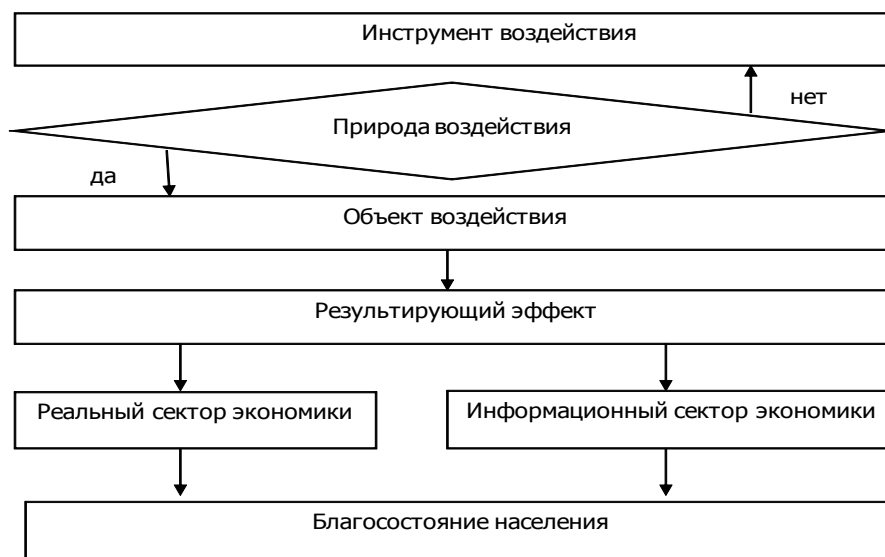 Инструмент воздействия
нет
Природа воздействия
да
Объект воздействия
Результирующий эффект
Реальный сектор экономики
Информационный сектор экономики
Благосостояние населения